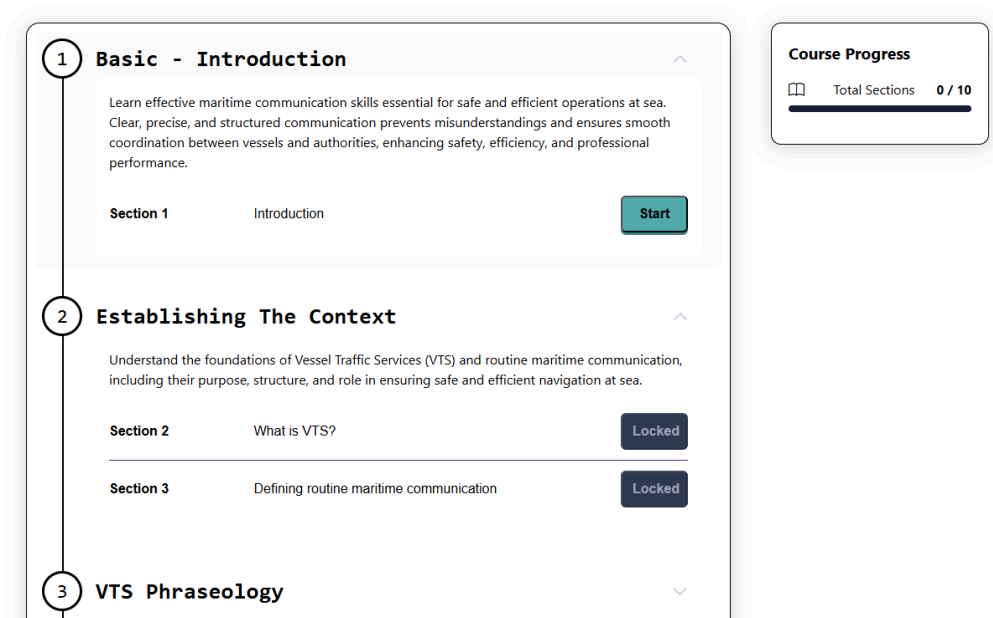 1
Basic - Introduction
Learn effective maritime communication skills essential for safe and efficient operations at sea.
Clear, precise, and structured communication prevents misunderstandings and ensures smooth
coordination between vessels and authorities, enhancing safety, efficiency, and professional
performance.
Section 1 Introduction Start
2
Establishing The Context
Understand the foundations of Vessel Traffic Services (VTS) and routine maritime communication,
including their purpose, structure, and role in ensuring safe and efficient navigation at sea.
Section 2 What is VTS? Locked
Section 3 Defining routine maritime communication Locked
3
VTS Phraseology
Course Progress
Total Sections 0 / 10